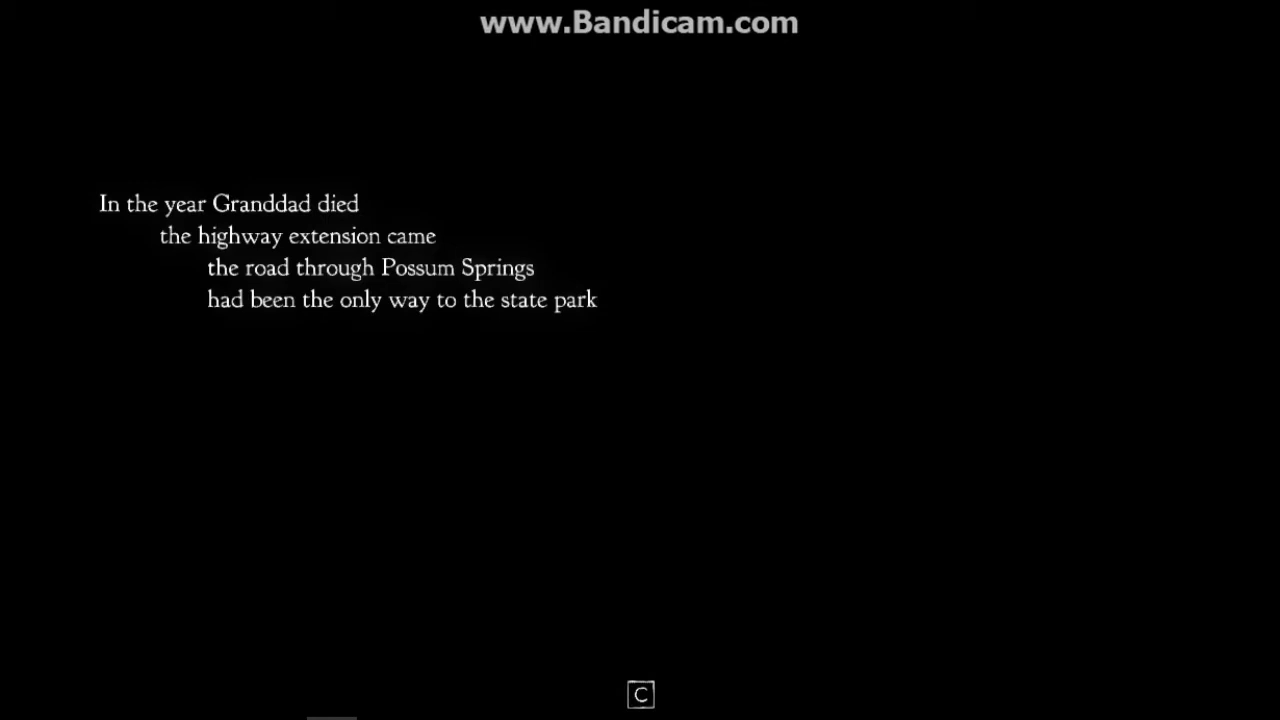 www.Bandicam.com
In the year Granddad died
the highway extension came
the road through Possum Springs
had been the only way to the state park
C